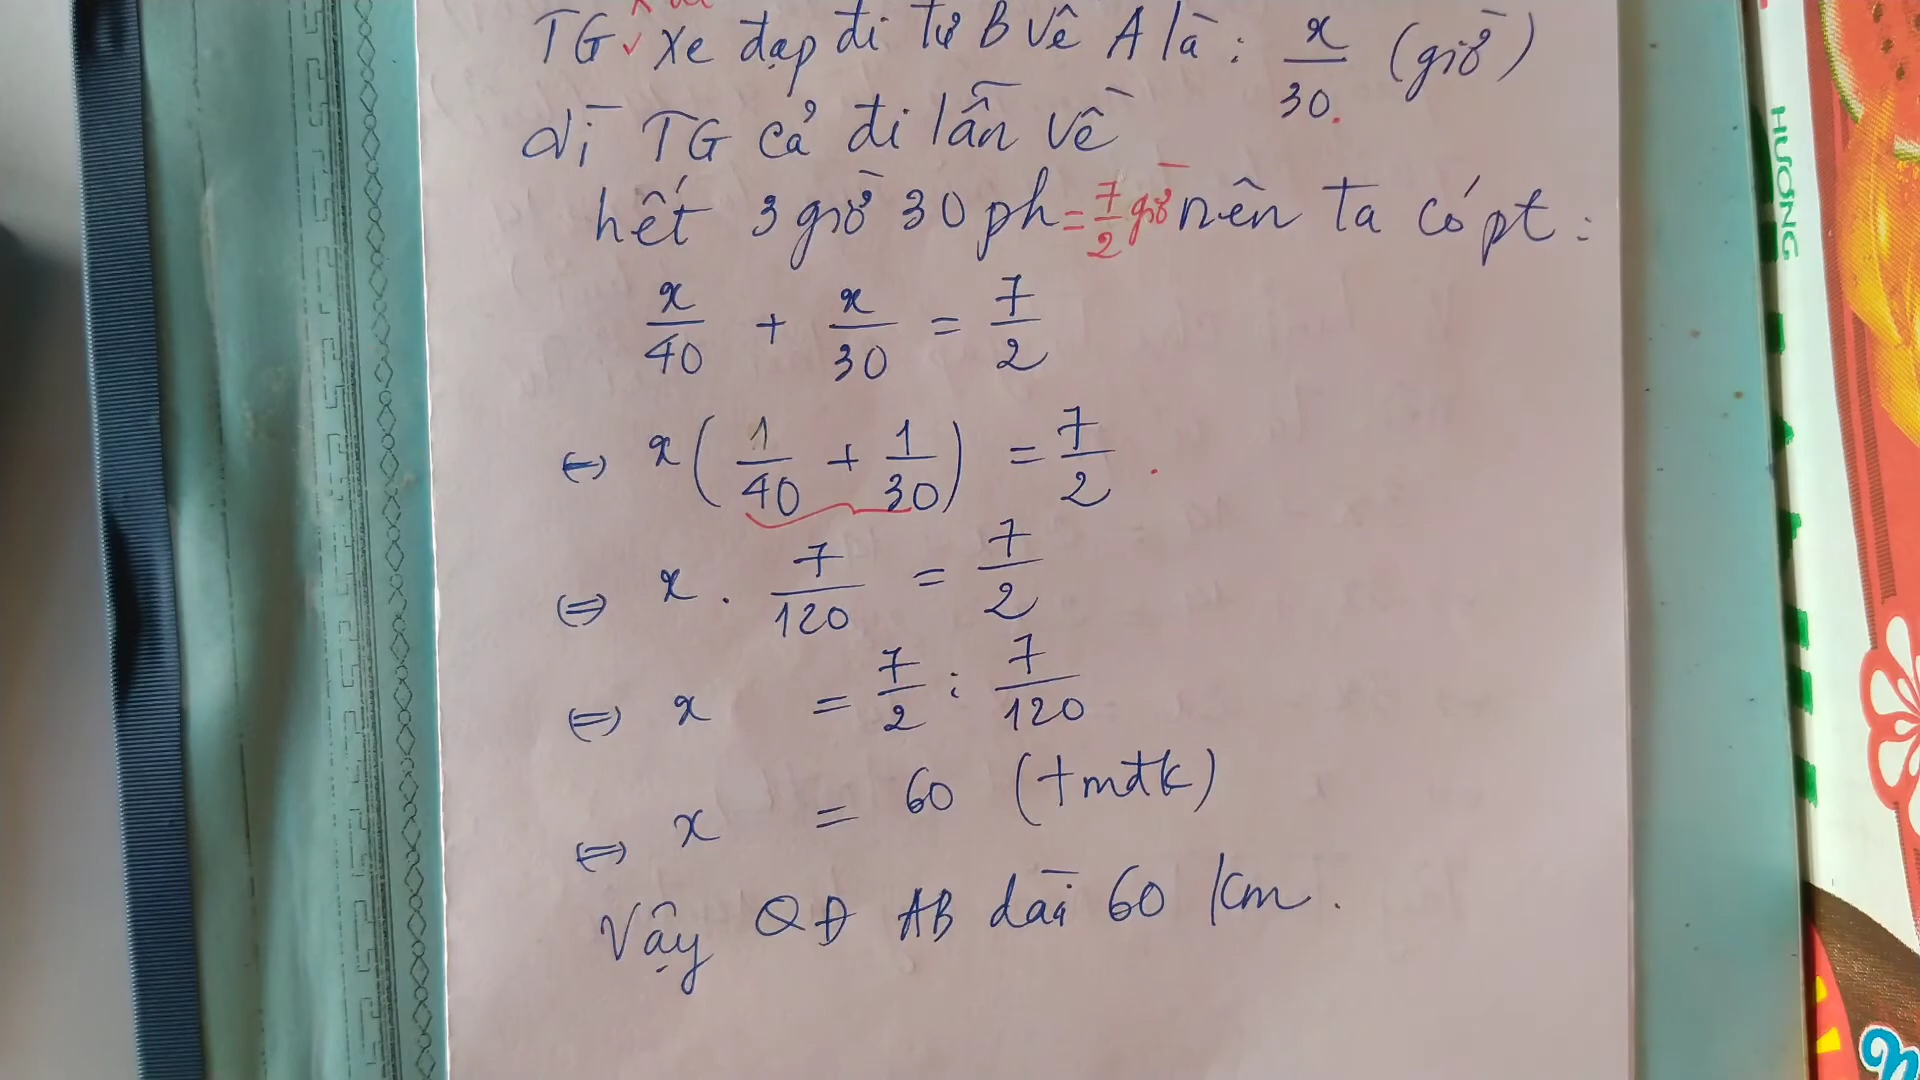 TG ✓ xe đạp đi từ B về A là : x/30 (giờ)
Vì TG cả đi lẫn về
hết 3 giờ 30 ph = 7/2 giờ nên ta có pt :
x/40 + x/30 = 7/2
⇔ x ( 1/40 + 1/30 ) = 7/2
⇔ x . 7/120 = 7/2
⇔ x = 7/2 : 7/120
⇔ x = 60 (tmđk)
Vậy QĐ AB dài 60 km .
HƯƠNG